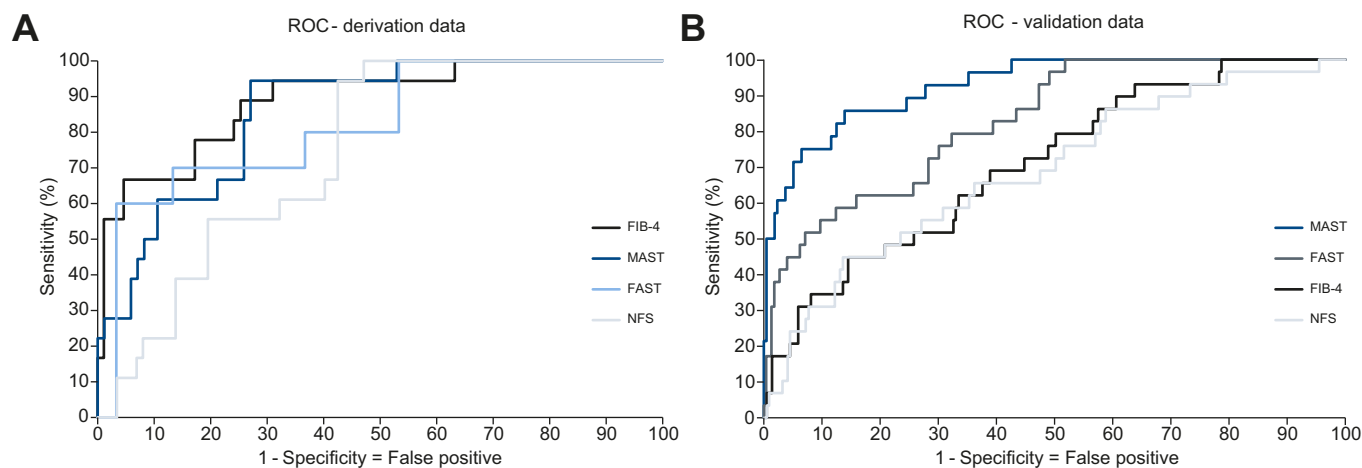 A
ROC - derivation data
Sensitivity (%)
100
90
80
70
60
50
40
30
20
10
0
0 10 20 30 40 50 60 70 80 90 100
1 - Specificity = False positive
FIB-4
MAST
FAST
NFS
B
ROC - validation data
Sensitivity (%)
100
90
80
70
60
50
40
30
20
10
0
0 10 20 30 40 50 60 70 80 90 100
1 - Specificity = False positive
MAST
FAST
FIB-4
NFS